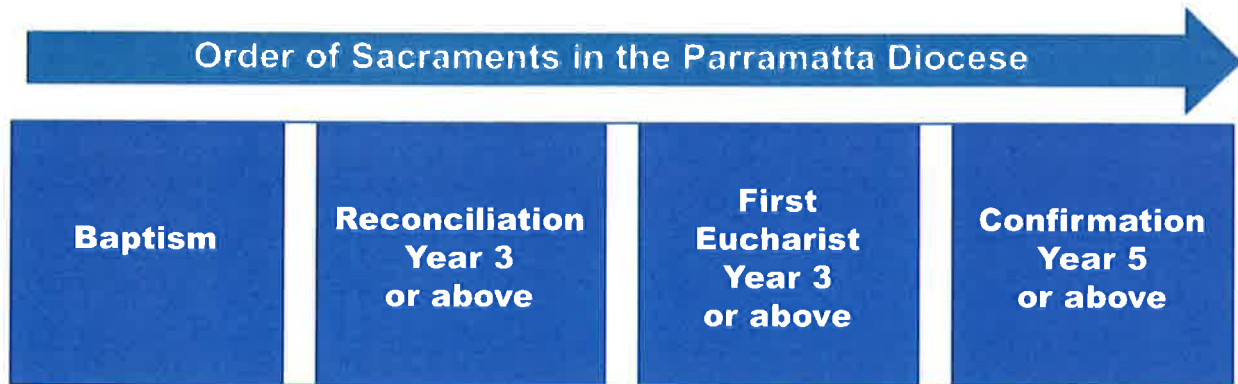 Order of Sacraments in the Parramatta Diocese
Baptism
Reconciliation
Year 3
or above
First
Eucharist
Year 3
or above
Confirmation
Year 5
or above